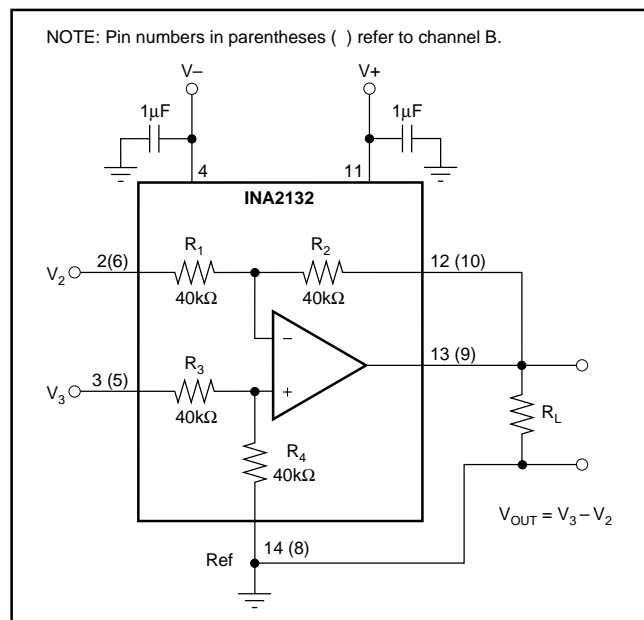 NOTE: Pin numbers in parentheses ( ) refer to channel B.
V– V+
1µF 1µF
4 11
INA2132
R1 R2
V2 2(6) 12 (10)
40kΩ 40kΩ
–
13 (9)
V3 3 (5) R3
+
40kΩ
RL
R4
40kΩ
VOUT = V3 – V2
Ref 14 (8)